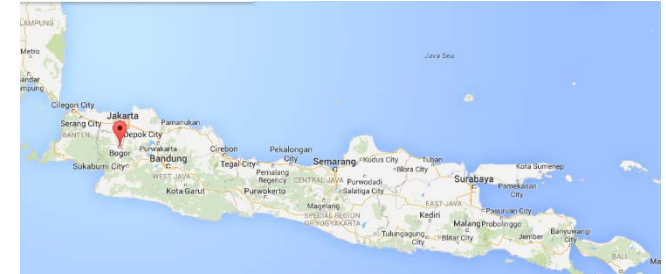 LAMPUNG
Metro
Java Sea
Cilegon City
Jakarta
Serang City
Pamanukan
BANTEN
Depok City
Bogor
Purwakarta
Cirebon
Pekalongan
City
Sukabumi City
Bandung
Tegal City
Semarang
Kudus City
Tuban
Kota Sumenep
WEST JAVA
Pemalang
Regency
CENTRAL JAVA
Purwodadi
Blora City
Surabaya
Pamekasan
City
Kota Garut
Purwokerto
Salatiga City
Magelang
EAST JAVA
Pasuruan City
SPECIAL REGION
OF YOGYAKARTA
Kediri
Malang
Probolinggo
Tulungagung
City
Blitar City
Jember
Banyuwangi
City
BALI
Ma